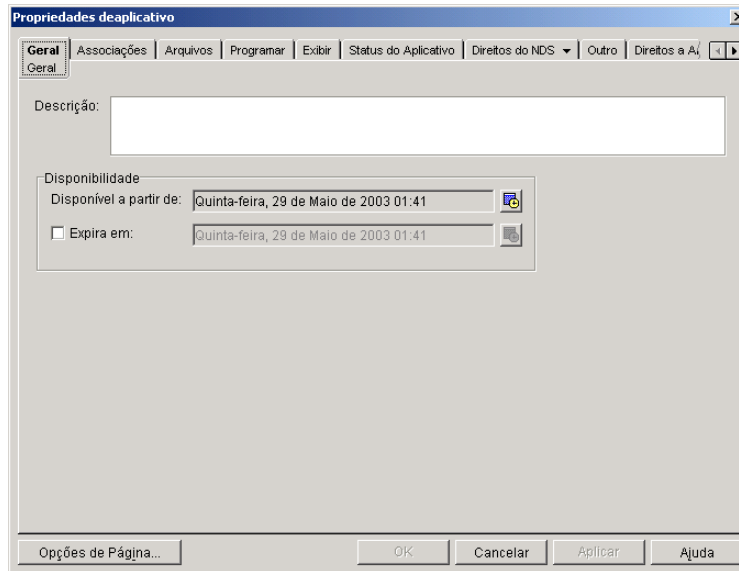 Propriedades deaplicativo
Geral Associações Arquivos Programar Exibir Status do Aplicativo Direitos do NDS Outro Direitos a
Geral
Descrição:
Disponibilidade
Disponível a partir de: Quinta-feira, 29 de Maio de 2003 01:41
Expira em: Quinta-feira, 29 de Maio de 2003 01:41
Opções de Página... OK Cancelar Aplicar Ajuda